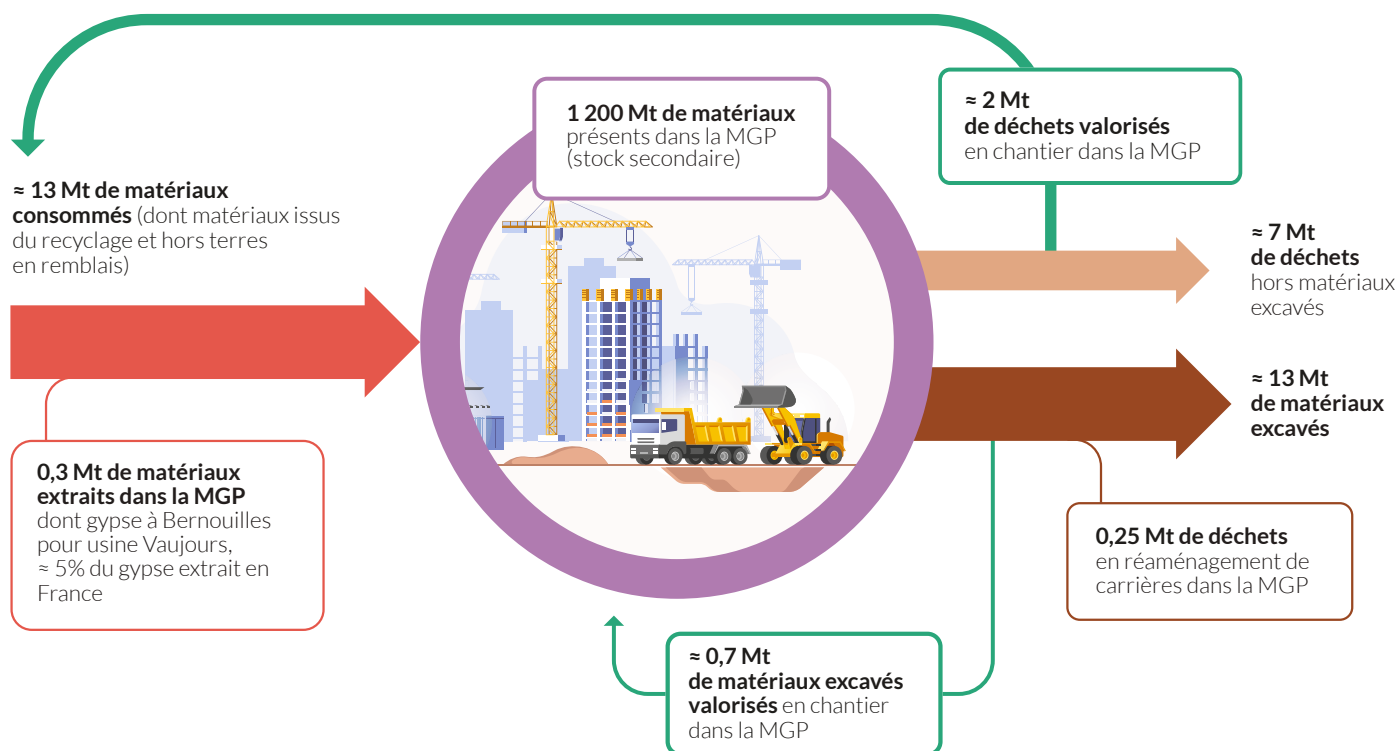 1 200 Mt de matériaux
présents dans la MGP
(stock secondaire)
≈ 2 Mt
de déchets valorisés
en chantier dans la MGP
≈ 13 Mt de matériaux
consommés (dont matériaux issus
du recyclage et hors terres
en remblais)
≈ 7 Mt
de déchets
hors matériaux
excavés
≈ 13 Mt
de matériaux
excavés
0,3 Mt de matériaux
extraits dans la MGP
dont gypse à Bernouilles
pour usine Vaujours,
≈ 5% du gypse extrait en
France
0,25 Mt de déchets
en réaménagement de
carrières dans la MGP
≈ 0,7 Mt
de matériaux excavés
valorisés en chantier
dans la MGP